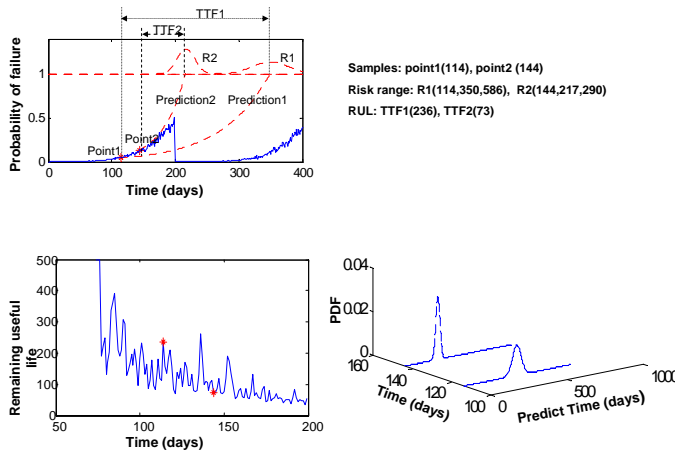 TTF1
TTF2
R2
R1
1
0.5
0
Prediction2
Prediction1
Point1
Point2
0 100 200 300 400
Probability of failure
Time (days)
Samples: point1(114), point2 (144)
Risk range: R1(114,350,586), R2(144,217,290)
RUL: TTF1(236), TTF2(73)
500
400
300
200
100
0
50 100 150 200
Remaining useful
life
Time (days)
0.04
0.02
0
PDF
160
140
120
100
Time (days)
0
500
1000
Predict Time (days)